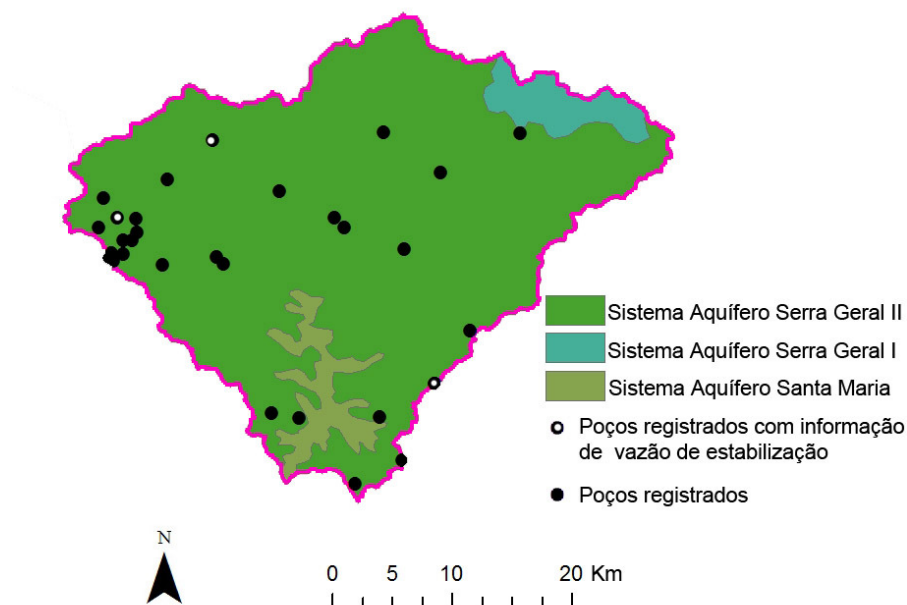 Sistema Aquífero Serra Geral II
Sistema Aquífero Serra Geral I
Sistema Aquífero Santa Maria
Poços registrados com informação
de vazão de estabilização
Poços registrados
N
0 5 10 20 Km